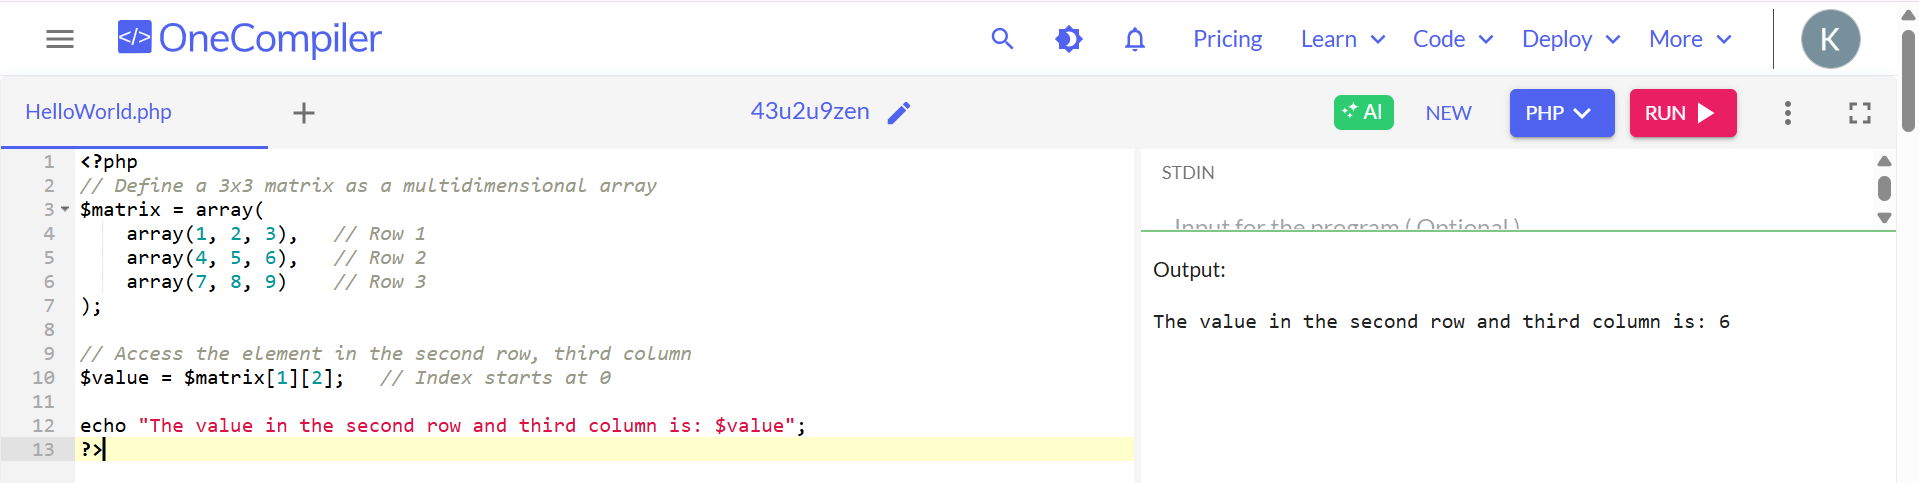 </> OneCompiler
Pricing Learn Code Deploy More K
HelloWorld.php + 43u2u9zen AI NEW PHP RUN
1 <?php
2 // Define a 3x3 matrix as a multidimensional array
3 $matrix = array(
4     array(1, 2, 3),   // Row 1
5     array(4, 5, 6),   // Row 2
6     array(7, 8, 9)    // Row 3
7 );
8
9 // Access the element in the second row, third column
10 $value = $matrix[1][2];   // Index starts at 0
11
12 echo "The value in the second row and third column is: $value";
13 ?>
STDIN
Input for the program ( Optional )
Output:
The value in the second row and third column is: 6